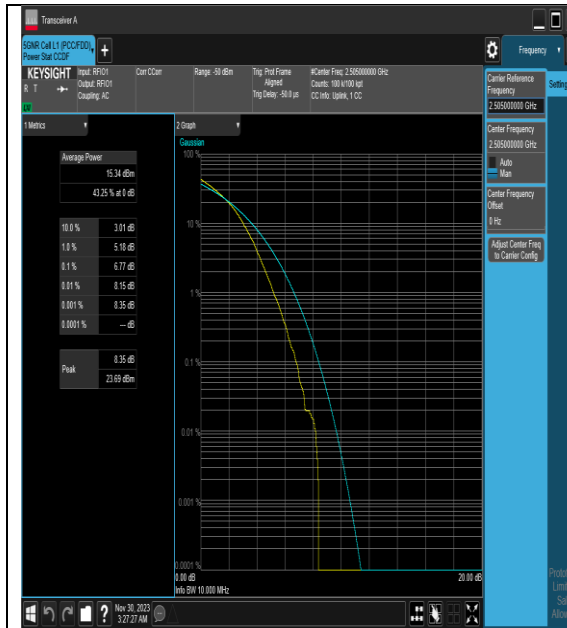 Transceiver A
5GNR Cell L1 (PCC/FDD)
Power Stat CCDF
Frequency
KEYSIGHT
R T
Input: RFIO1
Output: RFIO1
Coupling: AC
Corr CCorr
Range: -50 dBm
Trig: Prot Frame
Aligned
Trig Delay: -50.0 µs
#Center Freq: 2.505000000 GHz
Counts: 100 k/100 kpt
CC Info: Uplink, 1 CC
1 Metrics
Average Power
15.34 dBm
43.25 % at 0 dB
10.0 % 3.01 dB
1.0 % 5.18 dB
0.1 % 6.77 dB
0.01 % 8.15 dB
0.001 % 8.35 dB
0.0001 % --- dB
Peak
8.35 dB
23.69 dBm
2 Graph
Gaussian
100 %
10 %
1 %
0.1 %
0.01 %
0.001 %
0.0001 %
0.00 dB
20.00 dB
Info BW 10.000 MHz
Carrier Reference
Frequency
2.505000000 GHz
Center Frequency
2.505000000 GHz
Auto
Man
Center Frequency
Offset
0 Hz
Adjust Center Freq
to Carrier Config
Setting
Nov 30, 2023
3:27:27 AM